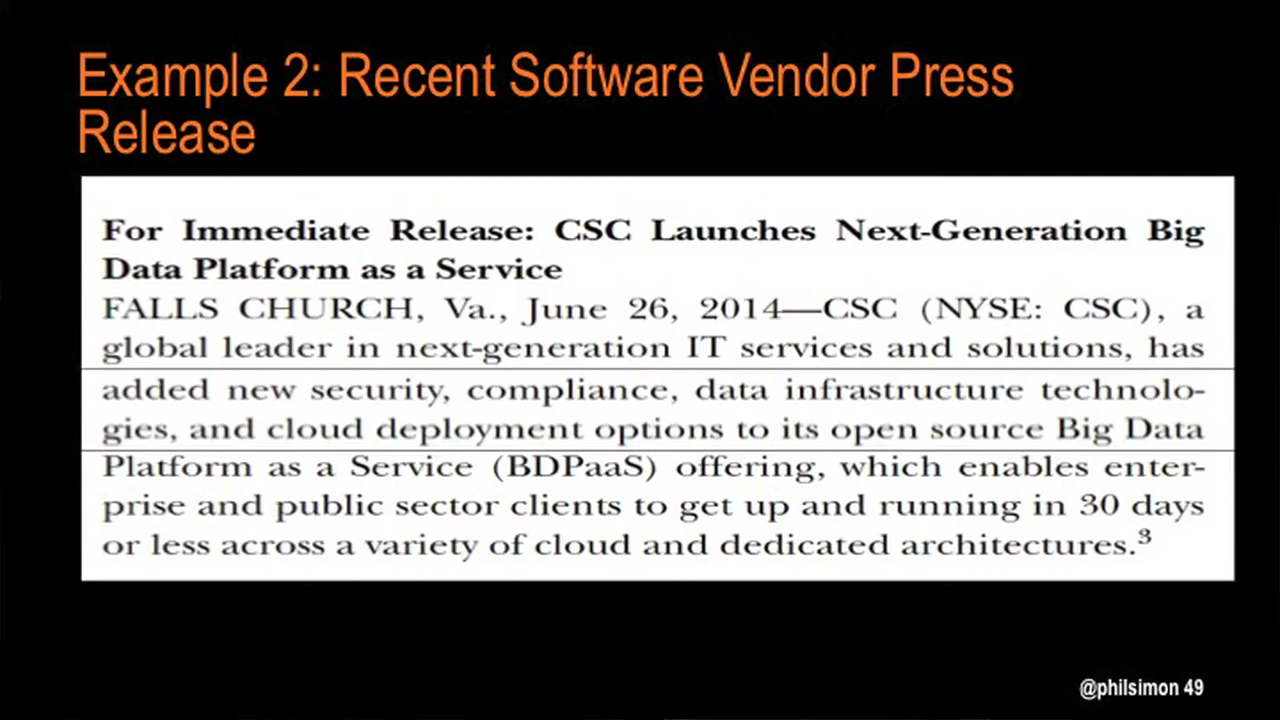 Example 2: Recent Software Vendor Press
Release
For Immediate Release: CSC Launches Next-Generation Big
Data Platform as a Service
FALLS CHURCH, Va., June 26, 2014—CSC (NYSE: CSC), a
global leader in next-generation IT services and solutions, has
added new security, compliance, data infrastructure technolo-
gies, and cloud deployment options to its open source Big Data
Platform as a Service (BDPaaS) offering, which enables enter-
prise and public sector clients to get up and running in 30 days
or less across a variety of cloud and dedicated architectures.³
@philsimon 49